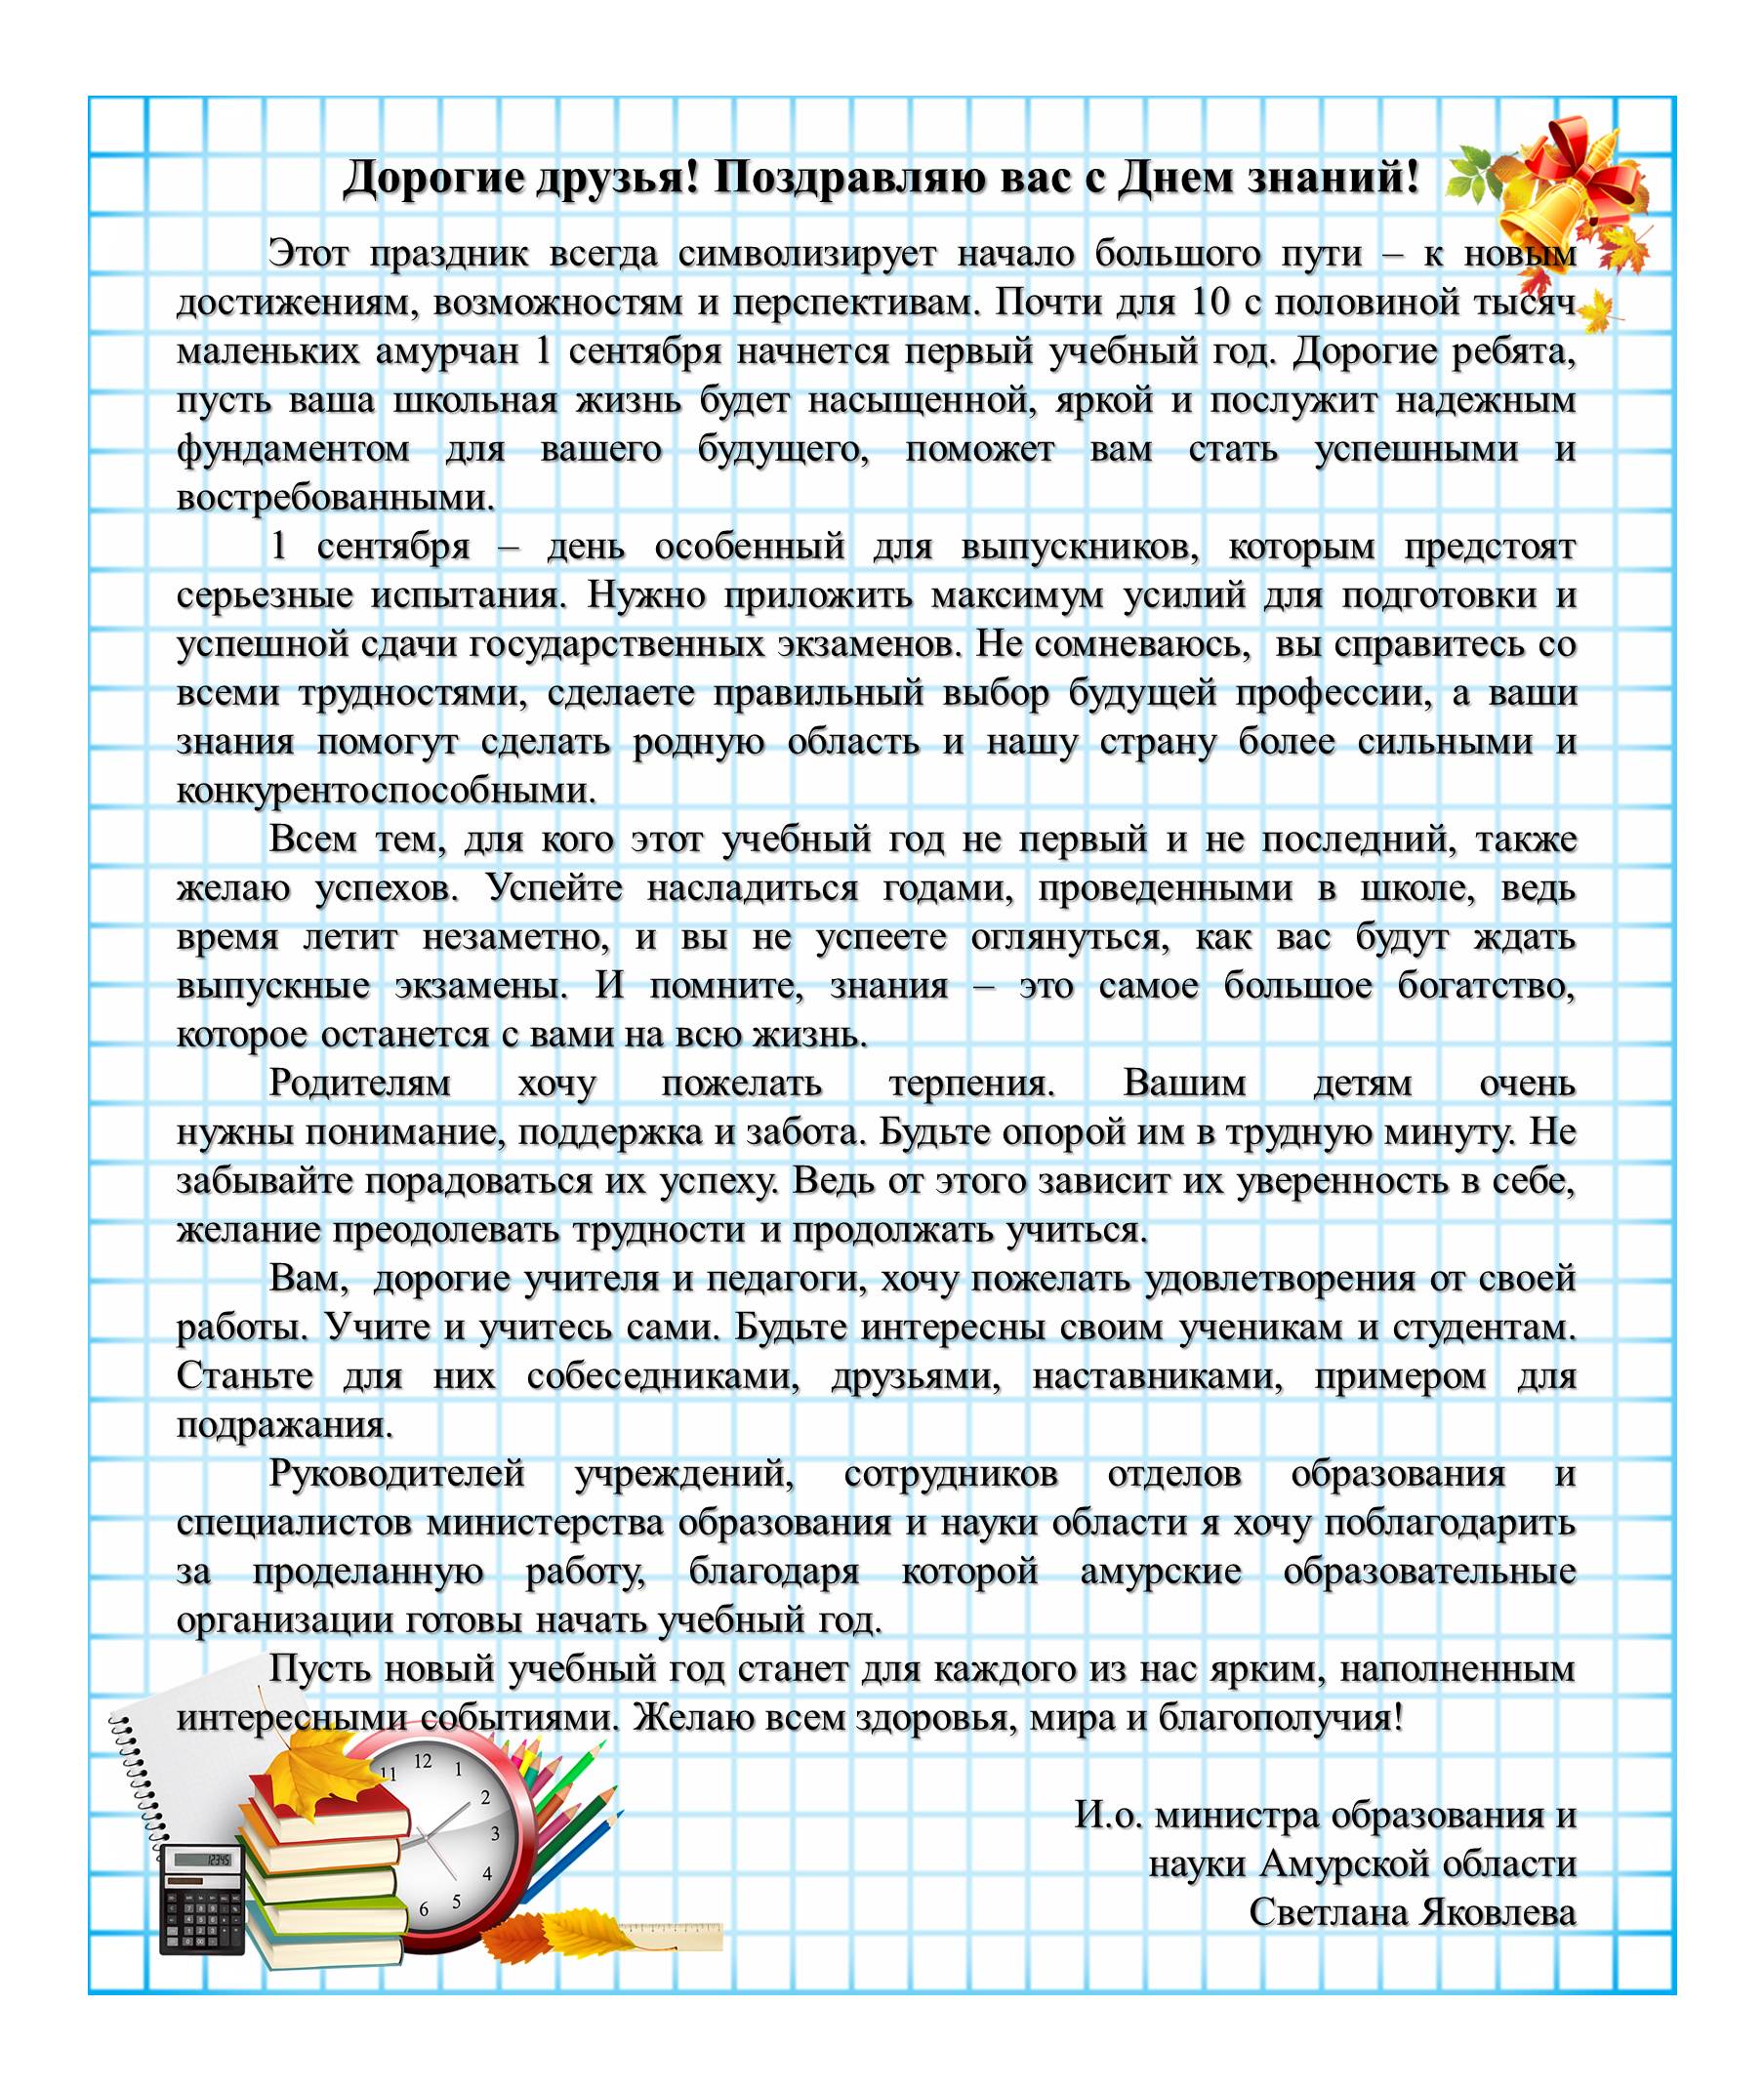 Дорогие друзья! Поздравляю вас с Днем знаний!
Этот праздник всегда символизирует начало большого пути – к новым
достижениям, возможностям и перспективам. Почти для 10 с половиной тысяч
маленьких амурчан 1 сентября начнется первый учебный год. Дорогие ребята,
пусть ваша школьная жизнь будет насыщенной, яркой и послужит надежным
фундаментом для вашего будущего, поможет вам стать успешными и
востребованными.
1 сентября – день особенный для выпускников, которым предстоят
серьезные испытания. Нужно приложить максимум усилий для подготовки и
успешной сдачи государственных экзаменов. Не сомневаюсь, вы справитесь со
всеми трудностями, сделаете правильный выбор будущей профессии, а ваши
знания помогут сделать родную область и нашу страну более сильными и
конкурентоспособными.
Всем тем, для кого этот учебный год не первый и не последний, также
желаю успехов. Успейте насладиться годами, проведенными в школе, ведь
время летит незаметно, и вы не успеете оглянуться, как вас будут ждать
выпускные экзамены. И помните, знания – это самое большое богатство,
которое останется с вами на всю жизнь.
Родителям хочу пожелать терпения. Вашим детям очень
нужны понимание, поддержка и забота. Будьте опорой им в трудную минуту. Не
забывайте порадоваться их успеху. Ведь от этого зависит их уверенность в себе,
желание преодолевать трудности и продолжать учиться.
Вам, дорогие учителя и педагоги, хочу пожелать удовлетворения от своей
работы. Учите и учитесь сами. Будьте интересны своим ученикам и студентам.
Станьте для них собеседниками, друзьями, наставниками, примером для
подражания.
Руководителей учреждений, сотрудников отделов образования и
специалистов министерства образования и науки области я хочу поблагодарить
за проделанную работу, благодаря которой амурские образовательные
организации готовы начать учебный год.
Пусть новый учебный год станет для каждого из нас ярким, наполненным
интересными событиями. Желаю всем здоровья, мира и благополучия!
11 12 1 2 3 4 5 6
12345
И.о. министра образования и
науки Амурской области
Светлана Яковлева